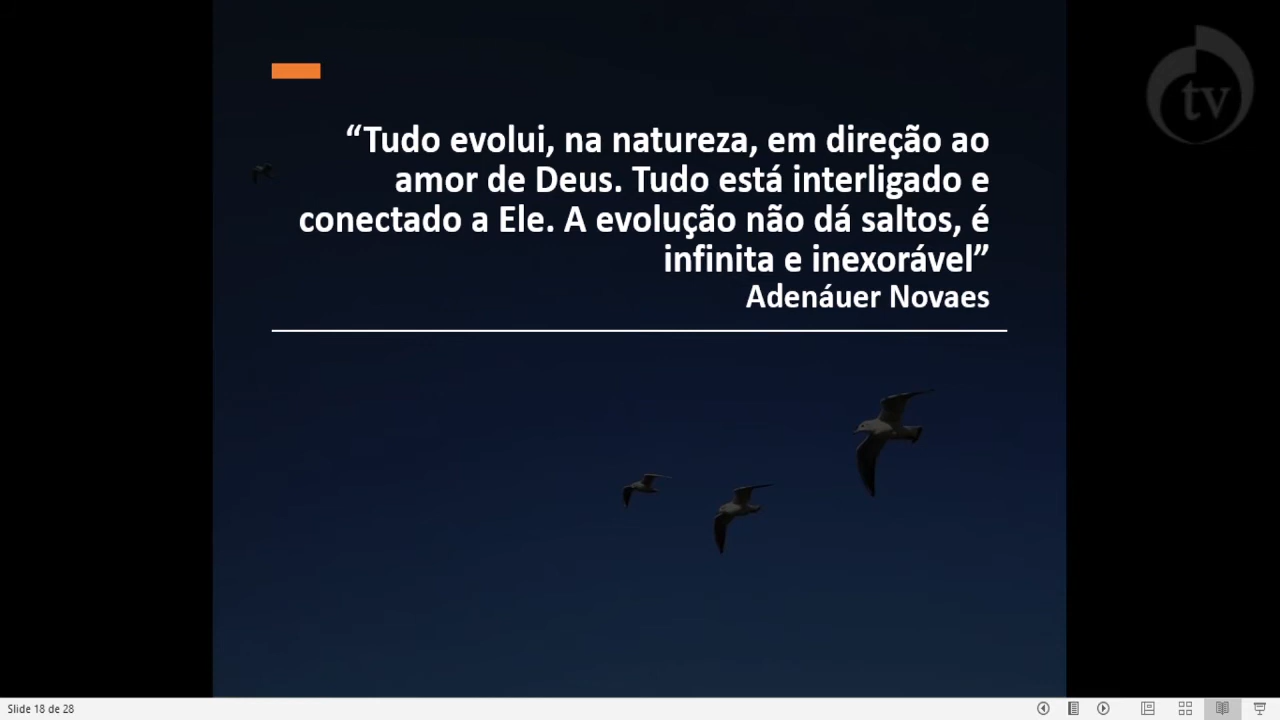 tv
“Tudo evolui, na natureza, em direção ao
amor de Deus. Tudo está interligado e
conectado a Ele. A evolução não dá saltos, é
infinita e inexorável”
Adenáuer Novaes
Slide 18 de 28